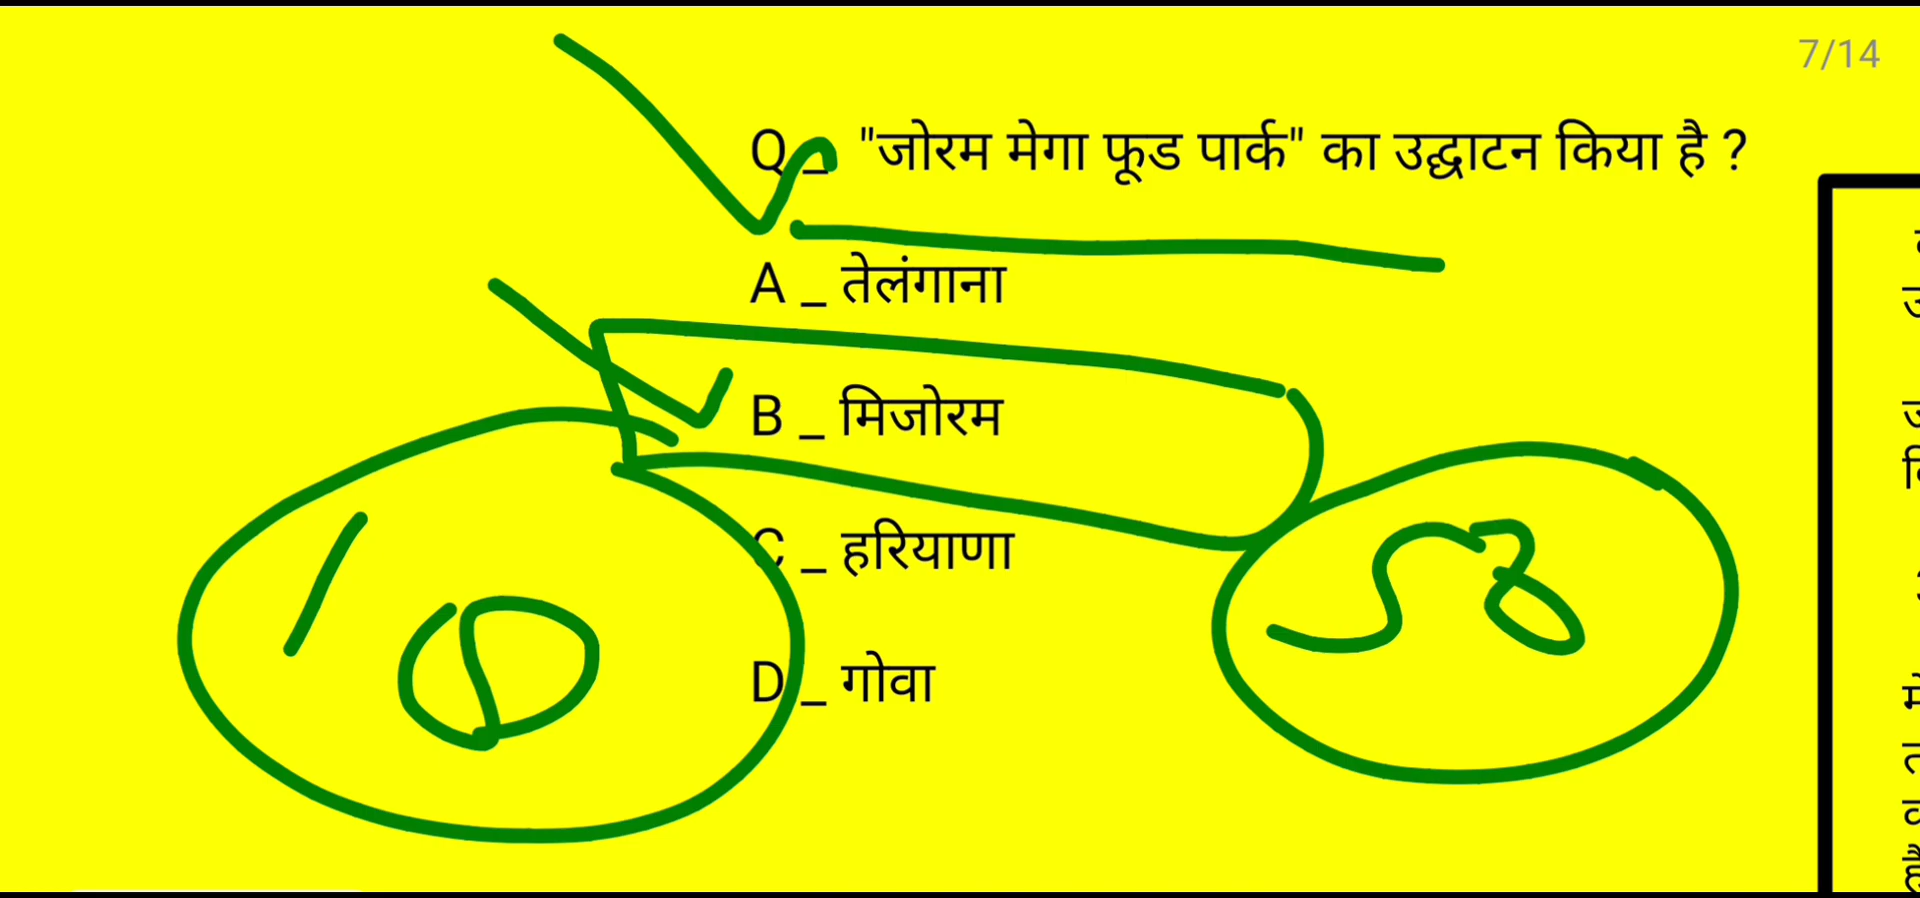 7/14
Q_ "जोरम मेगा फूड पार्क" का उद्घाटन किया है ?
A _ तेलंगाना
B _ मिजोरम
C _ हरियाणा
D _ गोवा